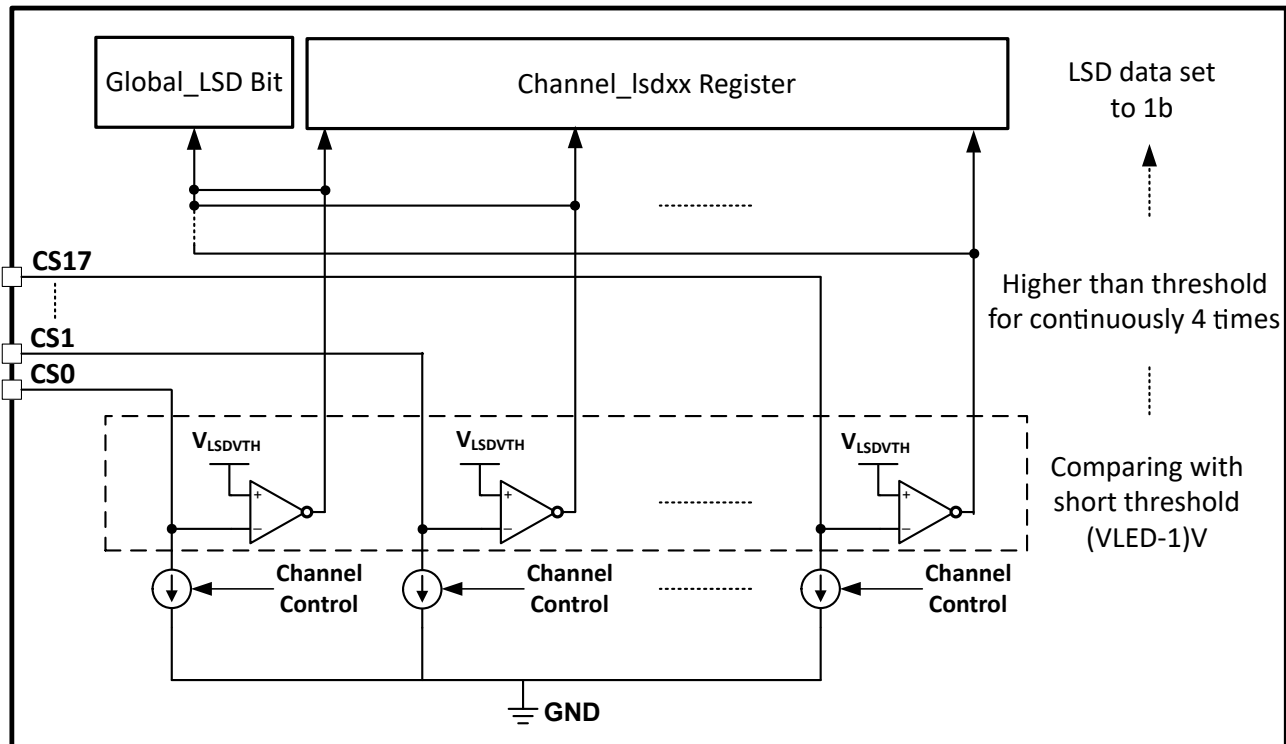 Global_LSD Bit
Channel_lsdxx Register
LSD data set
to 1b
CS17
Higher than threshold
for continuously 4 times
CS1
CS0
VLSDVTH
VLSDVTH
VLSDVTH
+
+
+
−
−
−
Comparing with
short threshold
(VLED-1)V
Channel
Control
Channel
Control
Channel
Control
GND